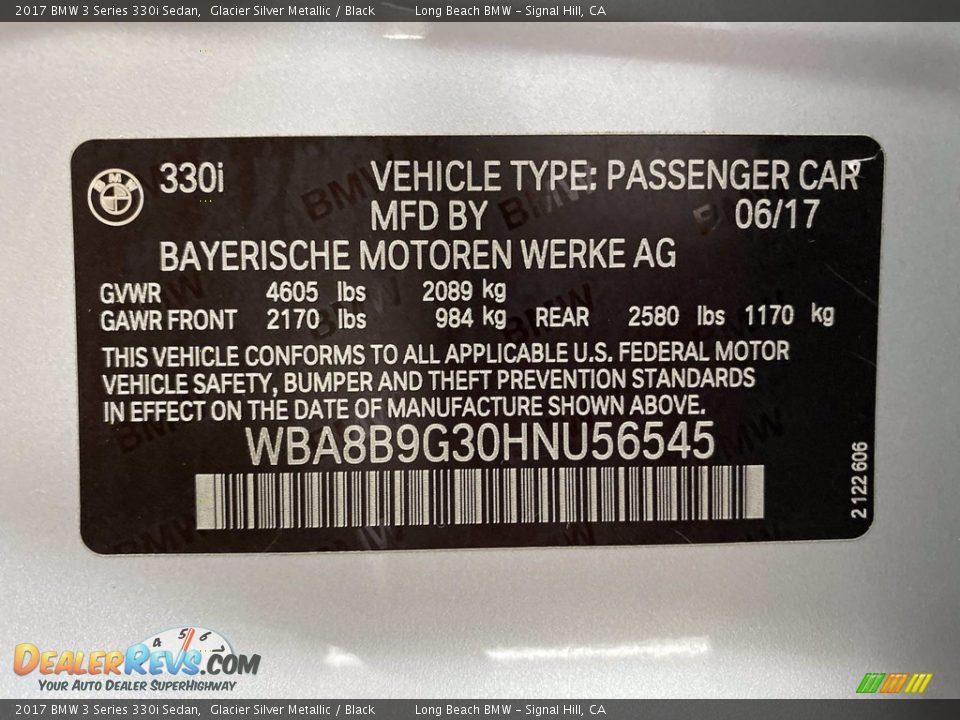 2017 BMW 3 Series 330i Sedan, Glacier Silver Metallic / Black Long Beach BMW - Signal Hill, CA
BMW 330i VEHICLE TYPE: PASSENGER CAR
MFD BY 06/17
BAYERISCHE MOTOREN WERKE AG
GVWR 4605 lbs 2089 kg
GAWR FRONT 2170 lbs 984 kg REAR 2580 lbs 1170 kg
THIS VEHICLE CONFORMS TO ALL APPLICABLE U.S. FEDERAL MOTOR
VEHICLE SAFETY, BUMPER AND THEFT PREVENTION STANDARDS
IN EFFECT ON THE DATE OF MANUFACTURE SHOWN ABOVE.
WBA8B9G30HNU56545
2 122 606
4 5 6
DEALERREVS.COM
YOUR AUTO DEALER SUPERHIGHWAY
2017 BMW 3 Series 330i Sedan, Glacier Silver Metallic / Black Long Beach BMW - Signal Hill, CA